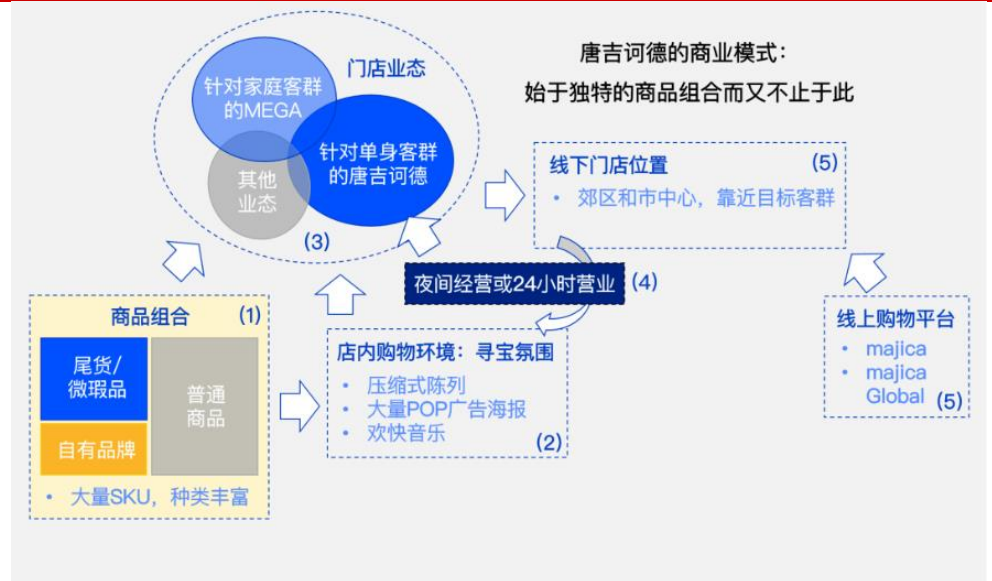 唐吉诃德的商业模式：
始于独特的商品组合而又不止于此
门店业态
针对家庭客群
的MEGA
针对单身客群
的唐吉诃德
其他
业态
(3)
线下门店位置 (5)
• 郊区和市中心，靠近目标客群
夜间经营或24小时营业 (4)
商品组合 (1)
尾货/
微瑕品
普通
商品
自有品牌
• 大量SKU，种类丰富
店内购物环境：寻宝氛围
• 压缩式陈列
• 大量POP广告海报
• 欢快音乐
(2)
线上购物平台
• majica
• majica
Global (5)